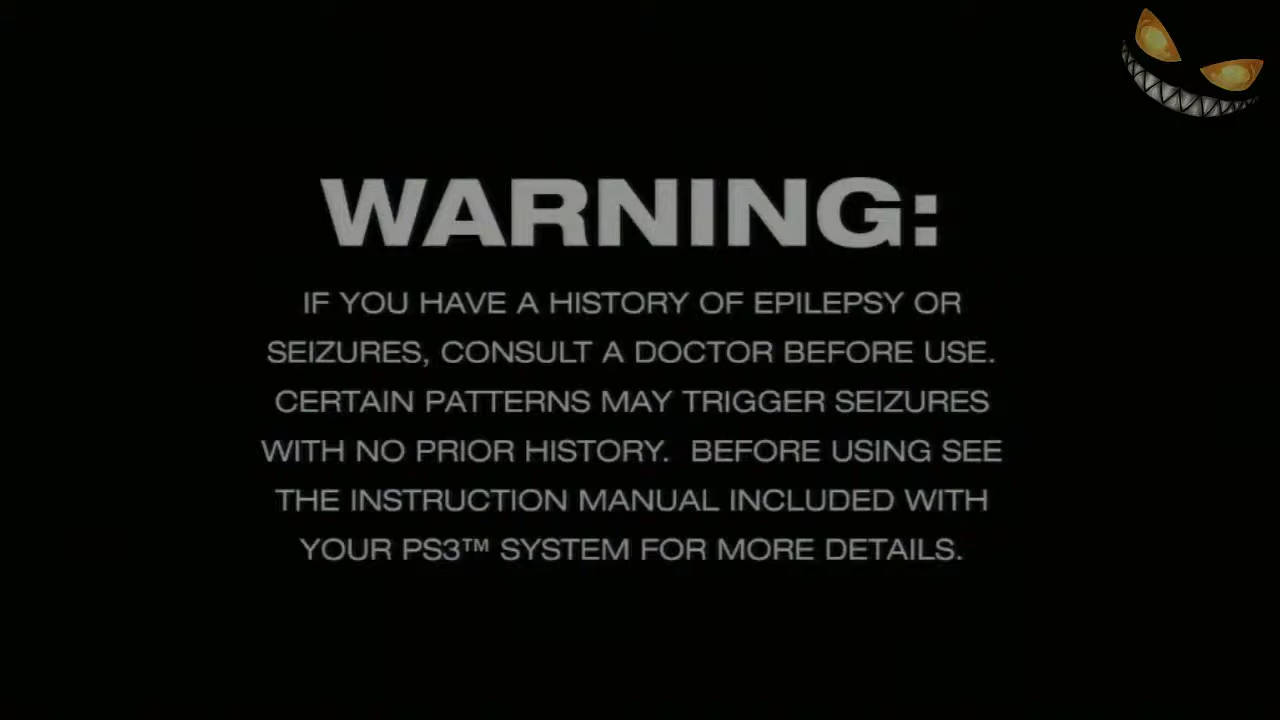 WARNING:
IF YOU HAVE A HISTORY OF EPILEPSY OR
SEIZURES, CONSULT A DOCTOR BEFORE USE.
CERTAIN PATTERNS MAY TRIGGER SEIZURES
WITH NO PRIOR HISTORY.  BEFORE USING SEE
THE INSTRUCTION MANUAL INCLUDED WITH
YOUR PS3™ SYSTEM FOR MORE DETAILS.